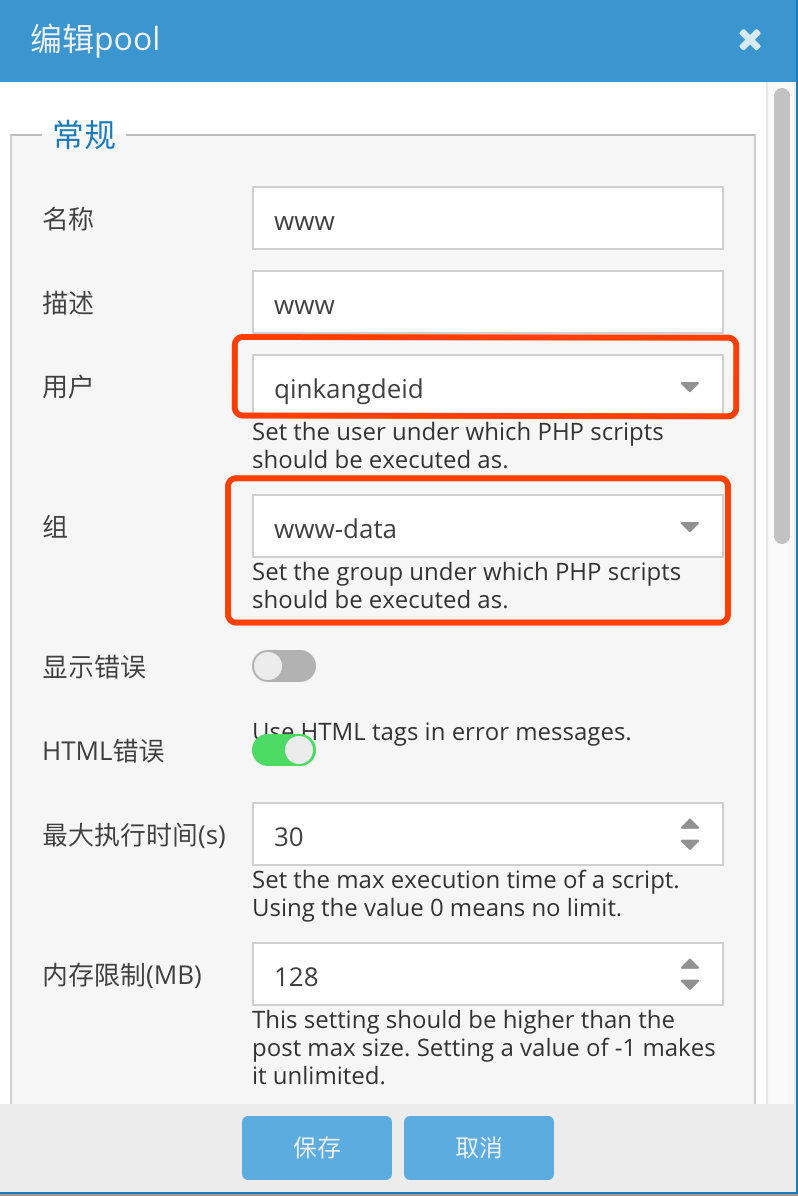 编辑pool
常规
名称
www
描述
www
用户
qinkangdeid
Set the user under which PHP scripts
should be executed as.
组
www-data
Set the group under which PHP scripts
should be executed as.
显示错误
Use HTML tags in error messages.
HTML错误
最大执行时间(s)
30
Set the max execution time of a script.
Using the value 0 means no limit.
内存限制(MB)
128
This setting should be higher than the
post max size. Setting a value of -1 makes
it unlimited.
保存
取消